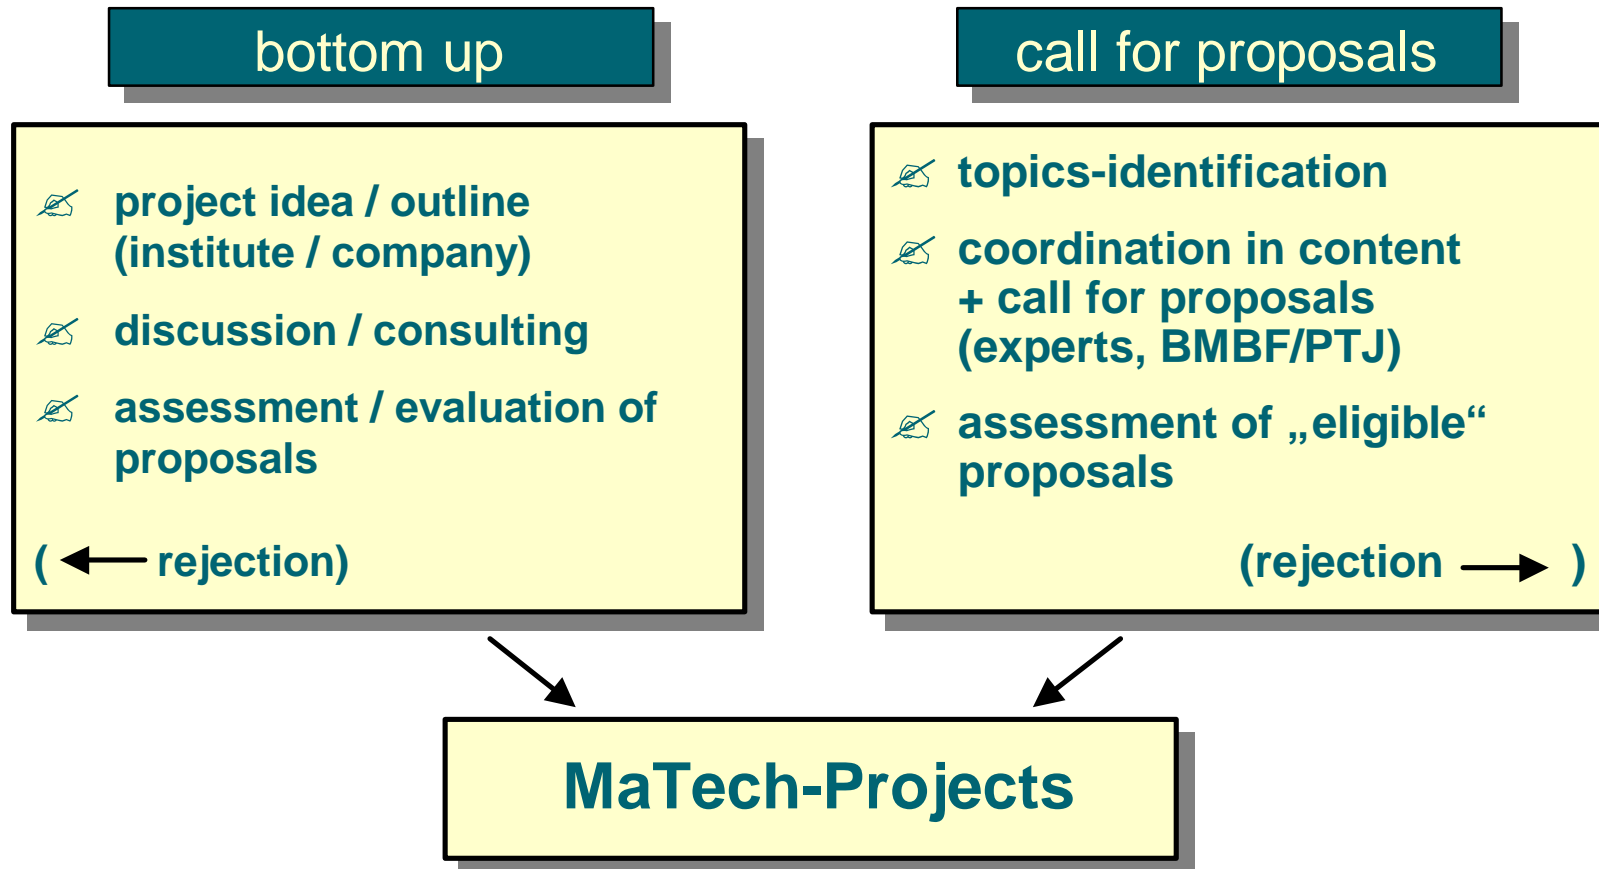 bottom up
project idea / outline
(institute / company)
discussion / consulting
assessment / evaluation of
proposals
( rejection)
call for proposals
topics-identification
coordination in content
+ call for proposals
(experts, BMBF/PTJ)
assessment of „eligible“
proposals
(rejection )
MaTech-Projects